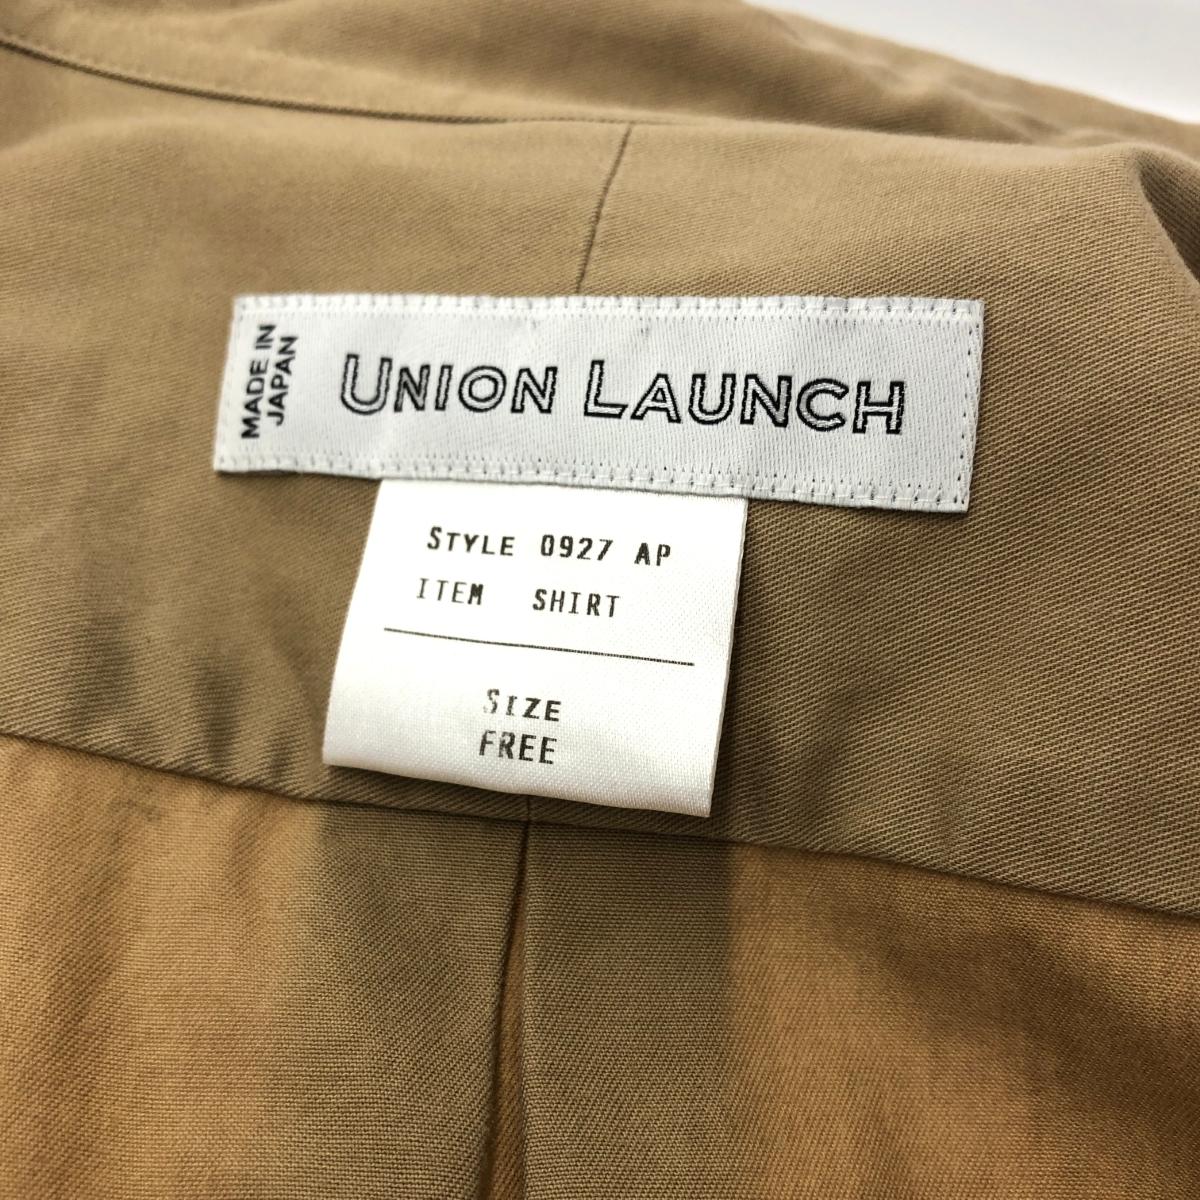 MADE IN
JAPAN
UNION LAUNCH
STYLE 0927 AP
ITEM SHIRT
SIZE
FREE